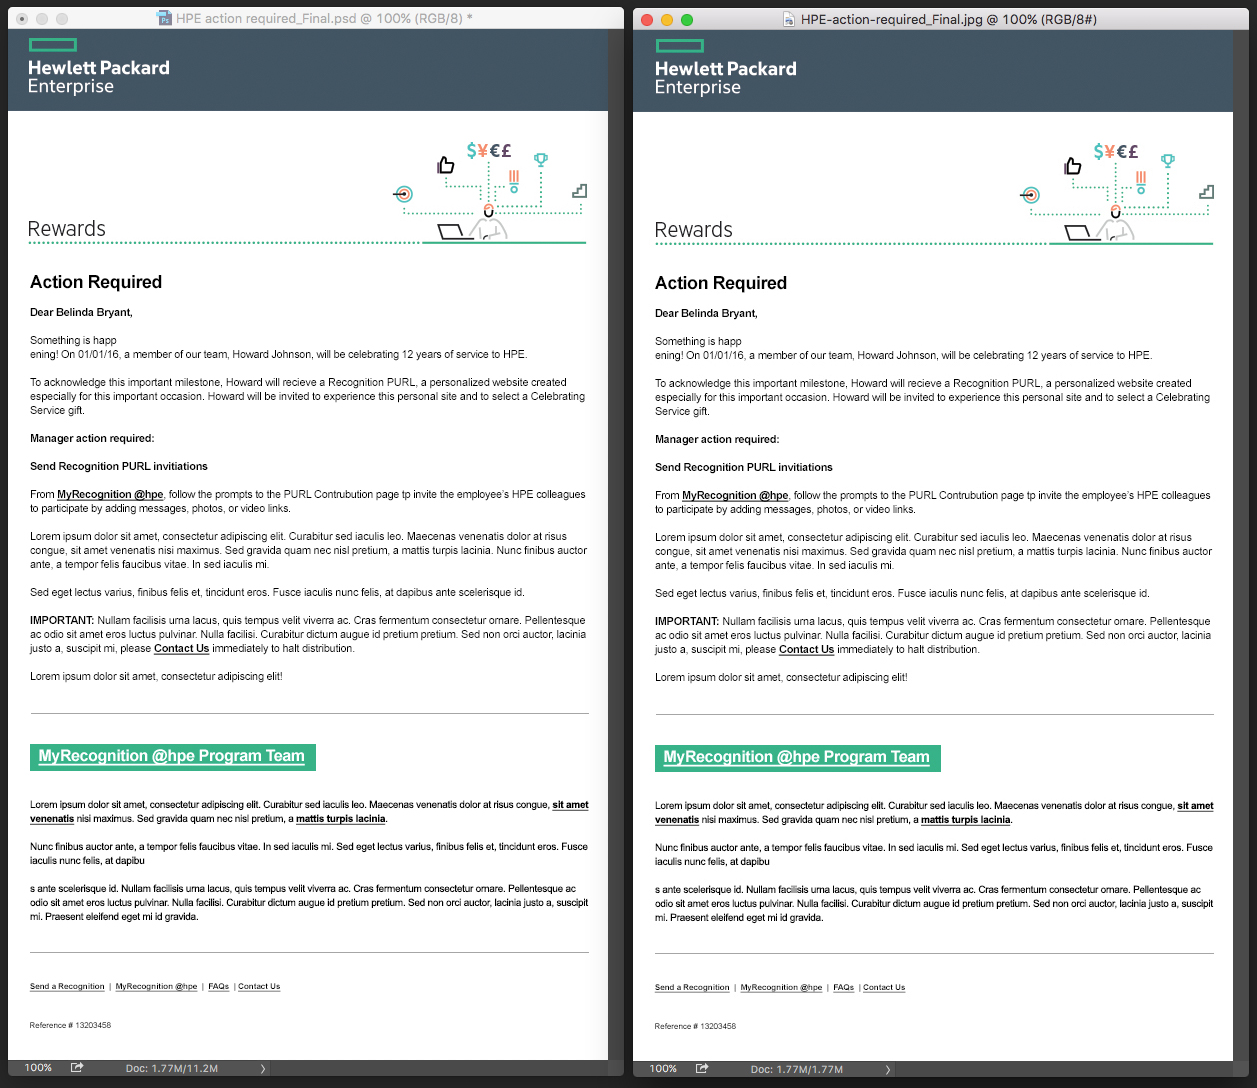 HPE action required_Final.psd @ 100% (RGB/8) *
Hewlett Packard
Enterprise
$¥€£
Rewards
Action Required
Dear Belinda Bryant,
Something is happ
ening! On 01/01/16, a member of our team, Howard Johnson, will be celebrating 12 years of service to HPE.
To acknowledge this important milestone, Howard will recieve a Recognition PURL, a personalized website created
especially for this important occasion. Howard will be invited to experience this personal site and to select a Celebrating
Service gift.
Manager action required:
Send Recognition PURL invitiations
From MyRecognition @hpe, follow the prompts to the PURL Contrubution page tp invite the employee's HPE colleagues
to participate by adding messages, photos, or video links.
Lorem ipsum dolor sit amet, consectetur adipiscing elit. Curabitur sed iaculis leo. Maecenas venenatis dolor at risus
congue, sit amet venenatis nisi maximus. Sed gravida quam nec nisl pretium, a mattis turpis lacinia. Nunc finibus auctor
ante, a tempor felis faucibus vitae. In sed iaculis mi.
Sed eget lectus varius, finibus felis et, tincidunt eros. Fusce iaculis nunc felis, at dapibus ante scelerisque id.
IMPORTANT: Nullam facilisis urna lacus, quis tempus velit viverra ac. Cras fermentum consectetur ornare. Pellentesque
ac odio sit amet eros luctus pulvinar. Nulla facilisi. Curabitur dictum augue id pretium pretium. Sed non orci auctor, lacinia
justo a, suscipit mi, please Contact Us immediately to halt distribution.
Lorem ipsum dolor sit amet, consectetur adipiscing elit!
MyRecognition @hpe Program Team
Lorem ipsum dolor sit amet, consectetur adipiscing elit. Curabitur sed iaculis leo. Maecenas venenatis dolor at risus congue, sit amet
venenatis nisi maximus. Sed gravida quam nec nisl pretium, a mattis turpis lacinia.
Nunc finibus auctor ante, a tempor felis faucibus vitae. In sed iaculis mi. Sed eget lectus varius, finibus felis et, tincidunt eros. Fusce
iaculis nunc felis, at dapibu
s ante scelerisque id. Nullam facilisis urna lacus, quis tempus velit viverra ac. Cras fermentum consectetur ornare. Pellentesque ac
odio sit amet eros luctus pulvinar. Nulla facilisi. Curabitur dictum augue id pretium pretium. Sed non orci auctor, lacinia justo a, suscipit
mi. Praesent eleifend eget mi id gravida.
Send a Recognition | MyRecognition @hpe | FAQs | Contact Us
Reference # 13203458
100% Doc: 1.77M/11.2M
HPE-action-required_Final.jpg @ 100% (RGB/8#)
Hewlett Packard
Enterprise
$¥€£
Rewards
Action Required
Dear Belinda Bryant,
Something is happ
ening! On 01/01/16, a member of our team, Howard Johnson, will be celebrating 12 years of service to HPE.
To acknowledge this important milestone, Howard will recieve a Recognition PURL, a personalized website created
especially for this important occasion. Howard will be invited to experience this personal site and to select a Celebrating
Service gift.
Manager action required:
Send Recognition PURL invitiations
From MyRecognition @hpe, follow the prompts to the PURL Contrubution page tp invite the employee's HPE colleagues
to participate by adding messages, photos, or video links.
Lorem ipsum dolor sit amet, consectetur adipiscing elit. Curabitur sed iaculis leo. Maecenas venenatis dolor at risus
congue, sit amet venenatis nisi maximus. Sed gravida quam nec nisl pretium, a mattis turpis lacinia. Nunc finibus auctor
ante, a tempor felis faucibus vitae. In sed iaculis mi.
Sed eget lectus varius, finibus felis et, tincidunt eros. Fusce iaculis nunc felis, at dapibus ante scelerisque id.
IMPORTANT: Nullam facilisis urna lacus, quis tempus velit viverra ac. Cras fermentum consectetur ornare. Pellentesque
ac odio sit amet eros luctus pulvinar. Nulla facilisi. Curabitur dictum augue id pretium pretium. Sed non orci auctor, lacinia
justo a, suscipit mi, please Contact Us immediately to halt distribution.
Lorem ipsum dolor sit amet, consectetur adipiscing elit!
MyRecognition @hpe Program Team
Lorem ipsum dolor sit amet, consectetur adipiscing elit. Curabitur sed iaculis leo. Maecenas venenatis dolor at risus congue, sit amet
venenatis nisi maximus. Sed gravida quam nec nisl pretium, a mattis turpis lacinia.
Nunc finibus auctor ante, a tempor felis faucibus vitae. In sed iaculis mi. Sed eget lectus varius, finibus felis et, tincidunt eros. Fusce
iaculis nunc felis, at dapibu
s ante scelerisque id. Nullam facilisis urna lacus, quis tempus velit viverra ac. Cras fermentum consectetur ornare. Pellentesque ac
odio sit amet eros luctus pulvinar. Nulla facilisi. Curabitur dictum augue id pretium pretium. Sed non orci auctor, lacinia justo a, suscipit
mi. Praesent eleifend eget mi id gravida.
Send a Recognition | MyRecognition @hpe | FAQs | Contact Us
Reference # 13203458
100% Doc: 1.77M/1.77M